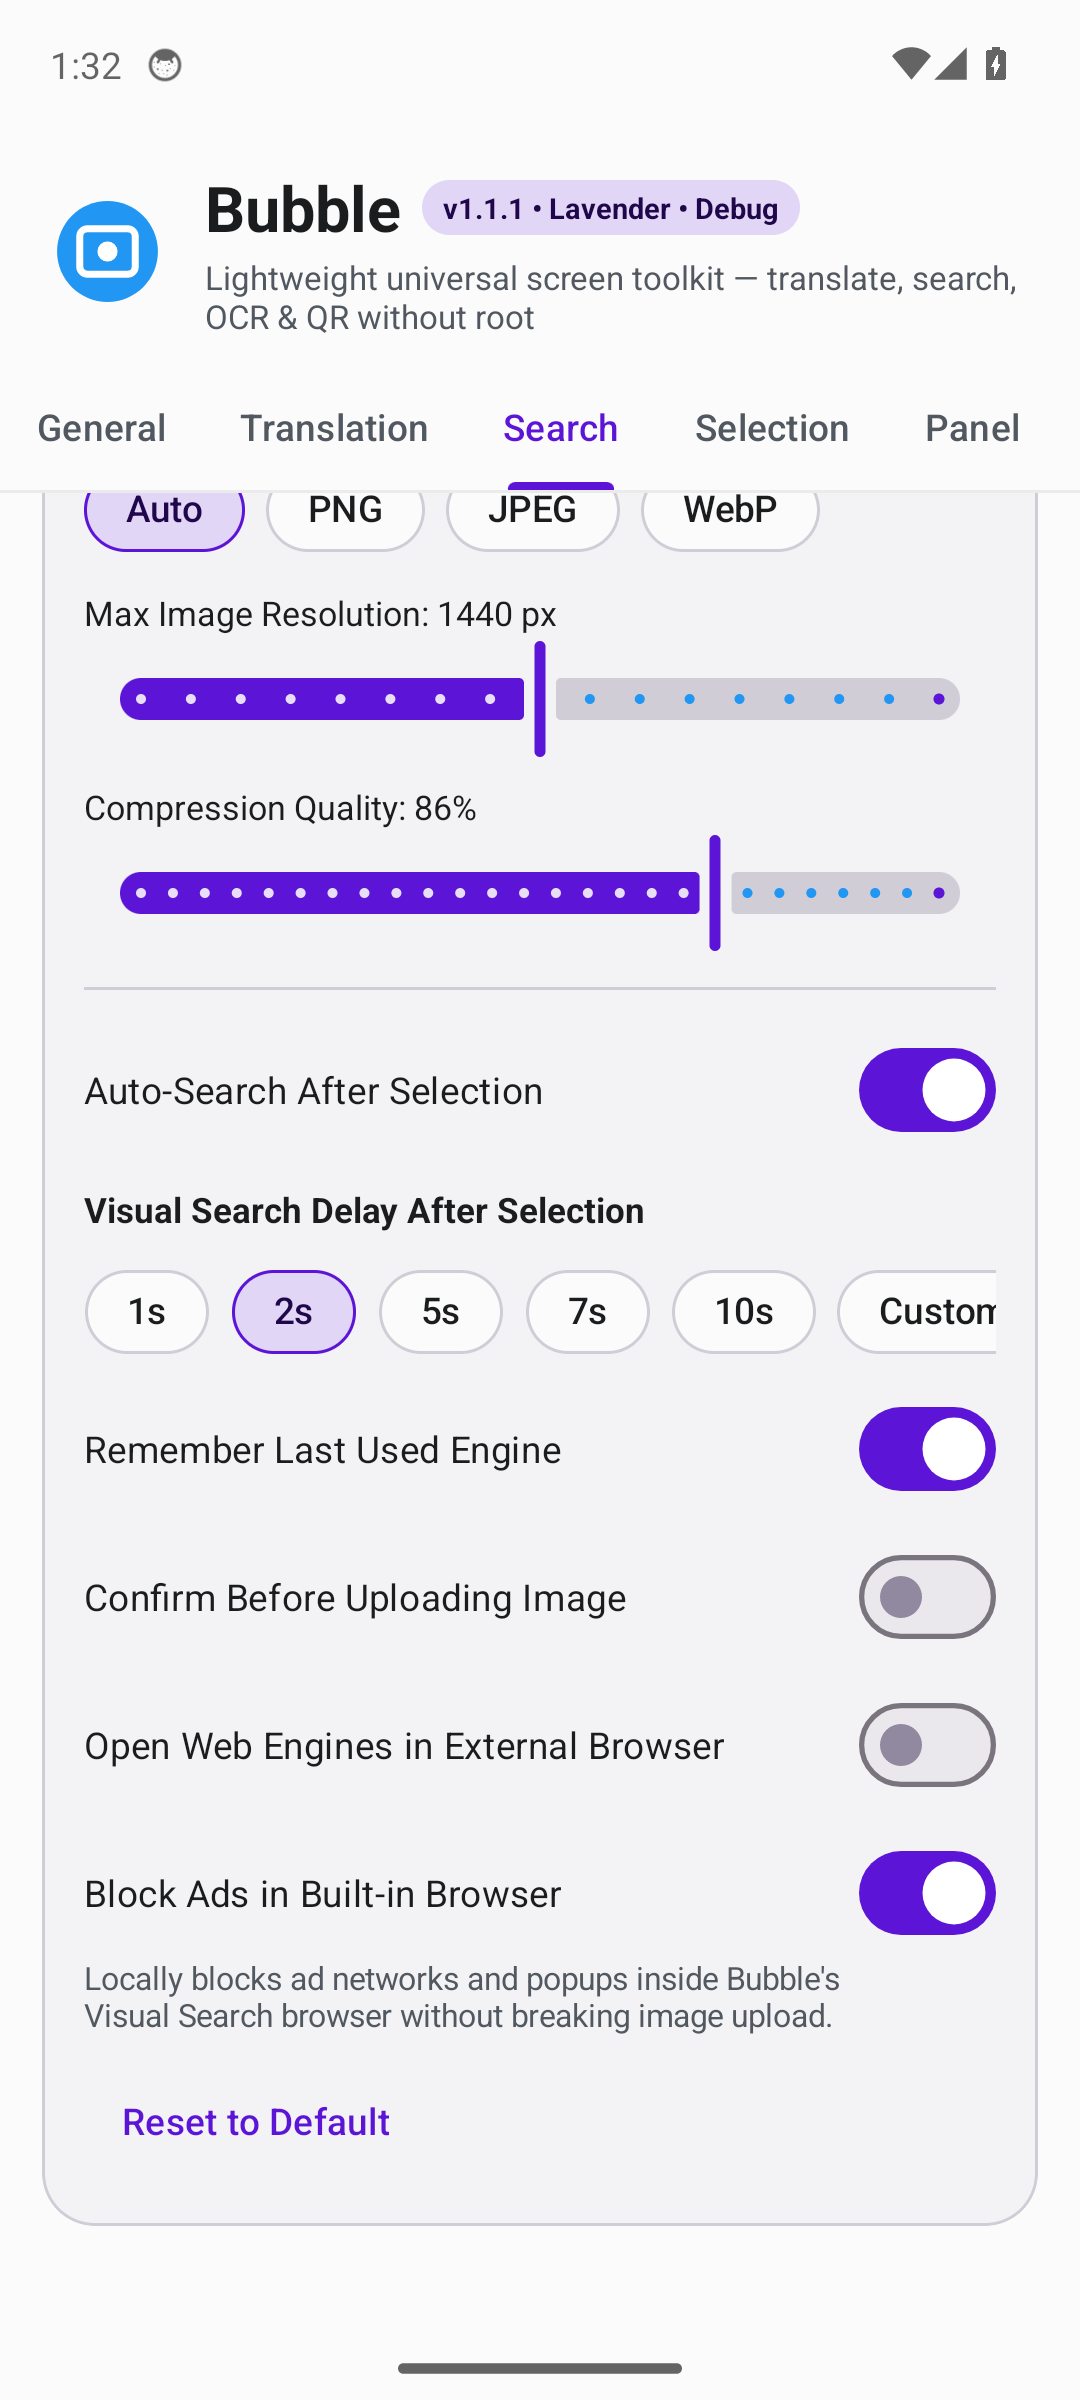 1:32
Bubble
v1.1.1 • Lavender • Debug
Lightweight universal screen toolkit — translate, search,
OCR & QR without root
General Translation Search Selection Panel
Auto PNG JPEG WebP
Max Image Resolution: 1440 px
Compression Quality: 86%
Auto-Search After Selection
Visual Search Delay After Selection
1s 2s 5s 7s 10s Custom
Remember Last Used Engine
Confirm Before Uploading Image
Open Web Engines in External Browser
Block Ads in Built-in Browser
Locally blocks ad networks and popups inside Bubble's
Visual Search browser without breaking image upload.
Reset to Default